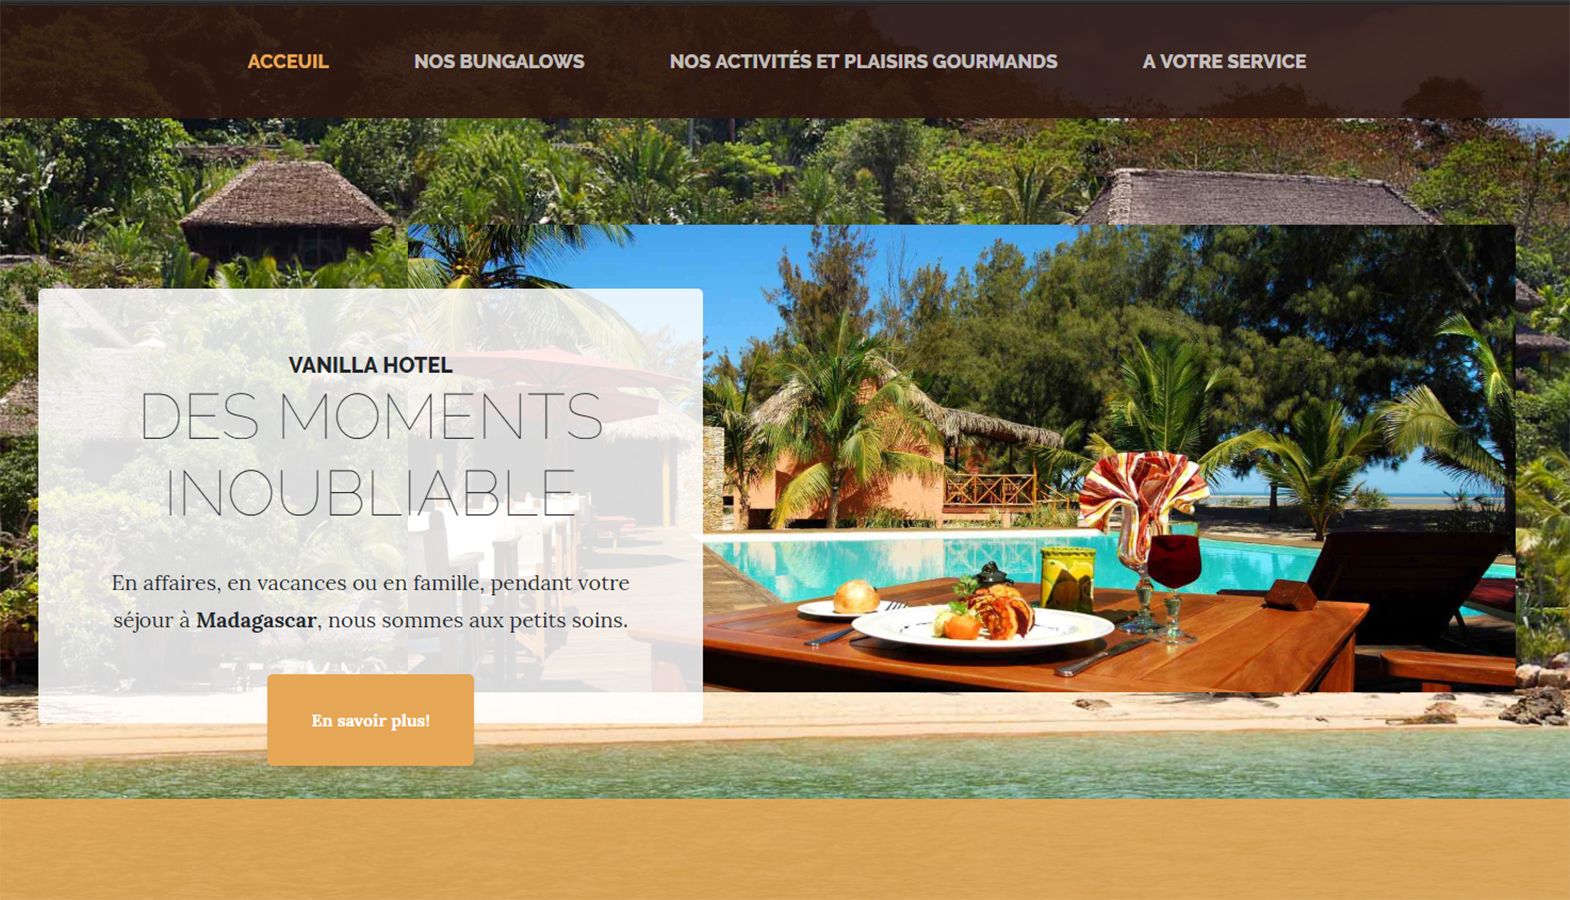 ACCEUIL NOS BUNGALOWS NOS ACTIVITÉS ET PLAISIRS GOURMANDS A VOTRE SERVICE
VANILLA HOTEL
DES MOMENTS
INOUBLIABLE
En affaires, en vacances ou en famille, pendant votre
séjour à Madagascar, nous sommes aux petits soins.
En savoir plus!